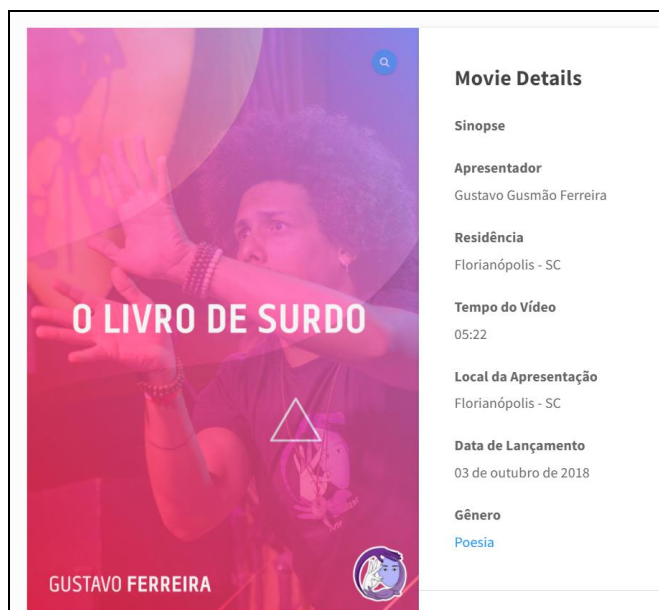 O LIVRO DE SURDO
GUSTAVO FERREIRA
Movie Details
Sinopse
Apresentador
Gustavo Gusmão Ferreira
Residência
Florianópolis - SC
Tempo do Vídeo
05:22
Local da Apresentação
Florianópolis - SC
Data de Lançamento
03 de outubro de 2018
Gênero
Poesia